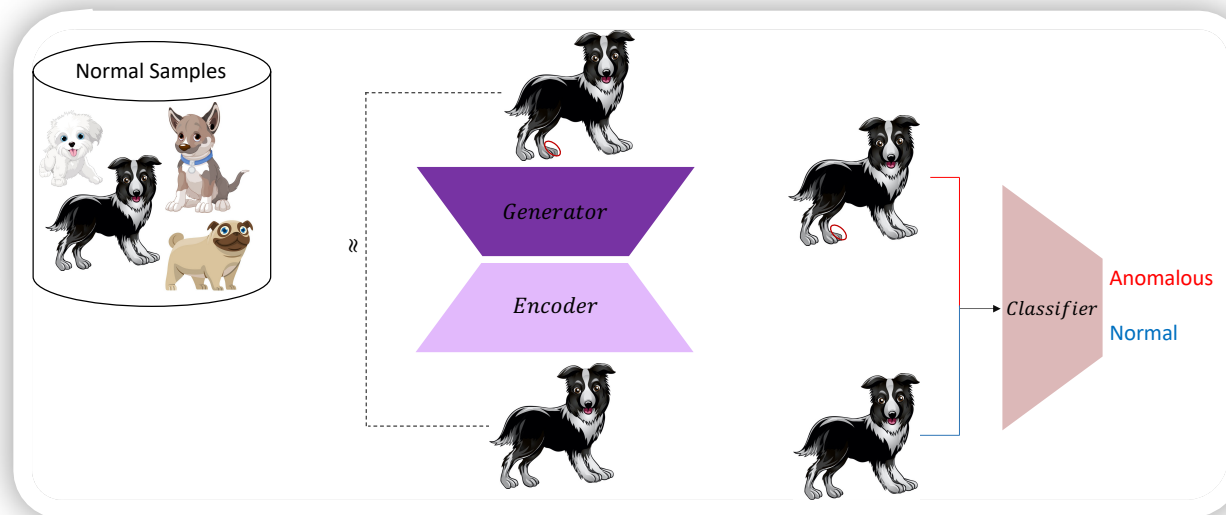 Normal Samples
Generator
≈
Encoder
Classifier
Anomalous
Normal